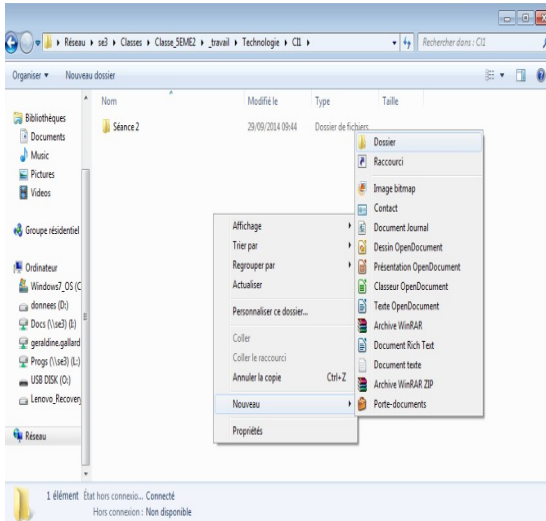 Réseau ▸ se3 ▸ Classes ▸ Classe_5EME2 ▸ _travail ▸ Technologie ▸ CI1 ▸
Rechercher dans : CI1
Organiser ▾ Nouveau dossier
Nom Modifié le Type Taille
Séance 2 29/09/2014 09:44 Dossier de fichiers
Bibliothèques
Documents
Music
Pictures
Videos
Groupe résidentiel
Ordinateur
Windows7_OS (C
donnees (D:)
Docs (\\se3) (I:)
geraldine.gallard
Progs (\\se3) (L:)
USB DISK (O:)
Lenovo_Recovery
Réseau
Affichage
Trier par
Regrouper par
Actualiser
Personnaliser ce dossier...
Coller
Coller le raccourci
Annuler la copie Ctrl+Z
Nouveau
Propriétés
Dossier
Raccourci
Image bitmap
Contact
Document Journal
Dessin OpenDocument
Présentation OpenDocument
Classeur OpenDocument
Texte OpenDocument
Archive WinRAR
Document Rich Text
Document texte
Archive WinRAR ZIP
Porte-documents
1 élément État hors connexio... Connecté
Hors connexion : Non disponible